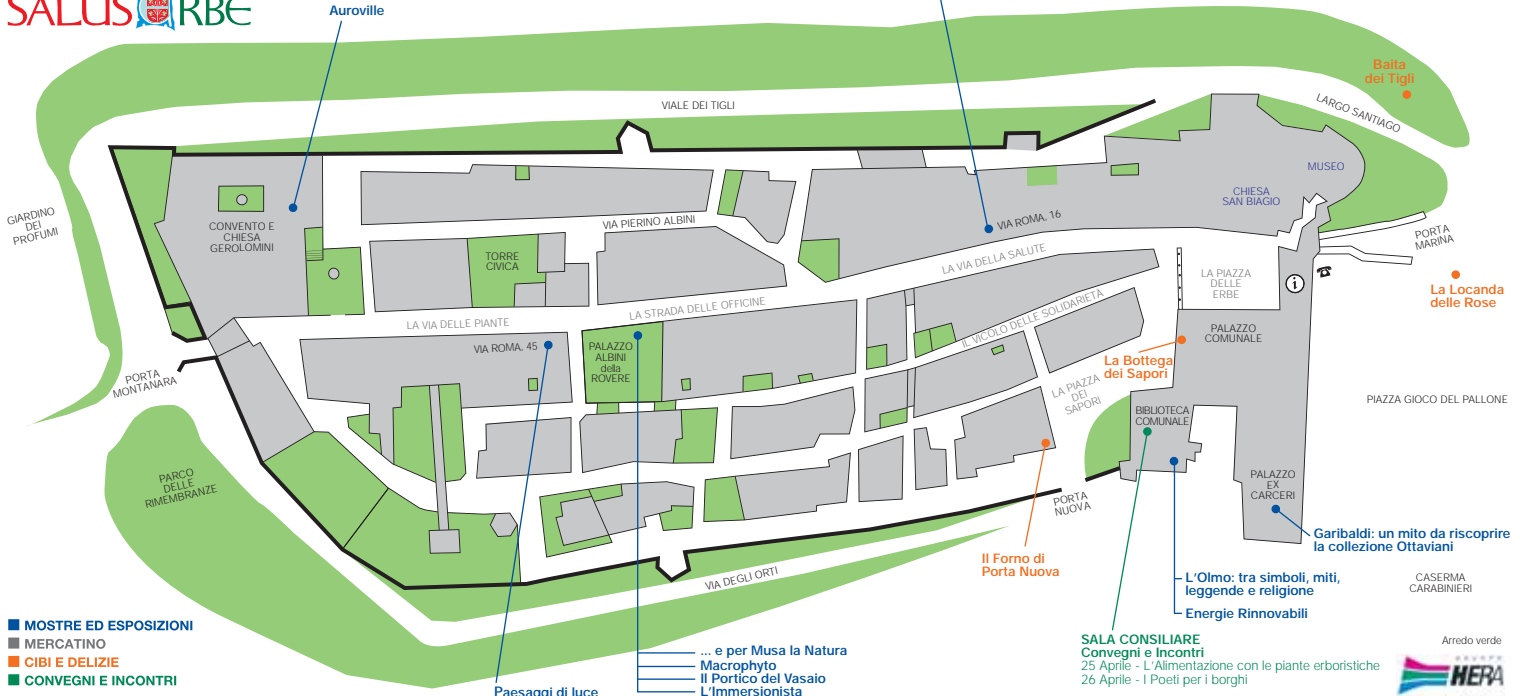 SALUS ERBE
Auroville
VIALE DEI TIGLI
Baita
dei Tigli
LARGO SANTIAGO
MUSEO
CHIESA
SAN BIAGIO
GIARDINO
DEI
PROFUMI
CONVENTO E
CHIESA
GEROLOMINI
VIA PIERINO ALBINI
VIA ROMA, 16
PORTA
MARINA
TORRE
CIVICA
LA VIA DELLA SALUTE
LA PIAZZA
DELLE
ERBE
i
La Locanda
delle Rose
LA VIA DELLE PIANTE
LA STRADA DELLE OFFICINE
IL VICOLO DELLE SOLIDARIETÀ
VIA ROMA, 45
PALAZZO
ALBINI
della
ROVERE
PALAZZO
COMUNALE
La Bottega
dei Sapori
PORTA
MONTANARA
LA PIAZZA
DEI
SAPORI
PIAZZA GIOCO DEL PALLONE
BIBLIOTECA
COMUNALE
PARCO
DELLE
RIMEMBRANZE
PALAZZO
EX
CARCERI
PORTA
NUOVA
Garibaldi: un mito da riscoprire
la collezione Ottaviani
Il Forno di
Porta Nuova
VIA DEGLI ORTI
L'Olmo: tra simboli, miti,
leggende e religione
Energie Rinnovabili
CASERMA
CARABINIERI
MOSTRE ED ESPOSIZIONI
MERCATINO
CIBI E DELIZIE
CONVEGNI E INCONTRI
Paesaggi di luce
... e per Musa la Natura
Macrophyto
Il Portico del Vasaio
L'Immersionista
SALA CONSILIARE
Convegni e Incontri
25 Aprile - L'Alimentazione con le piante erboristiche
26 Aprile - I Poeti per i borghi
Arredo verde
GRUPPO
HERA